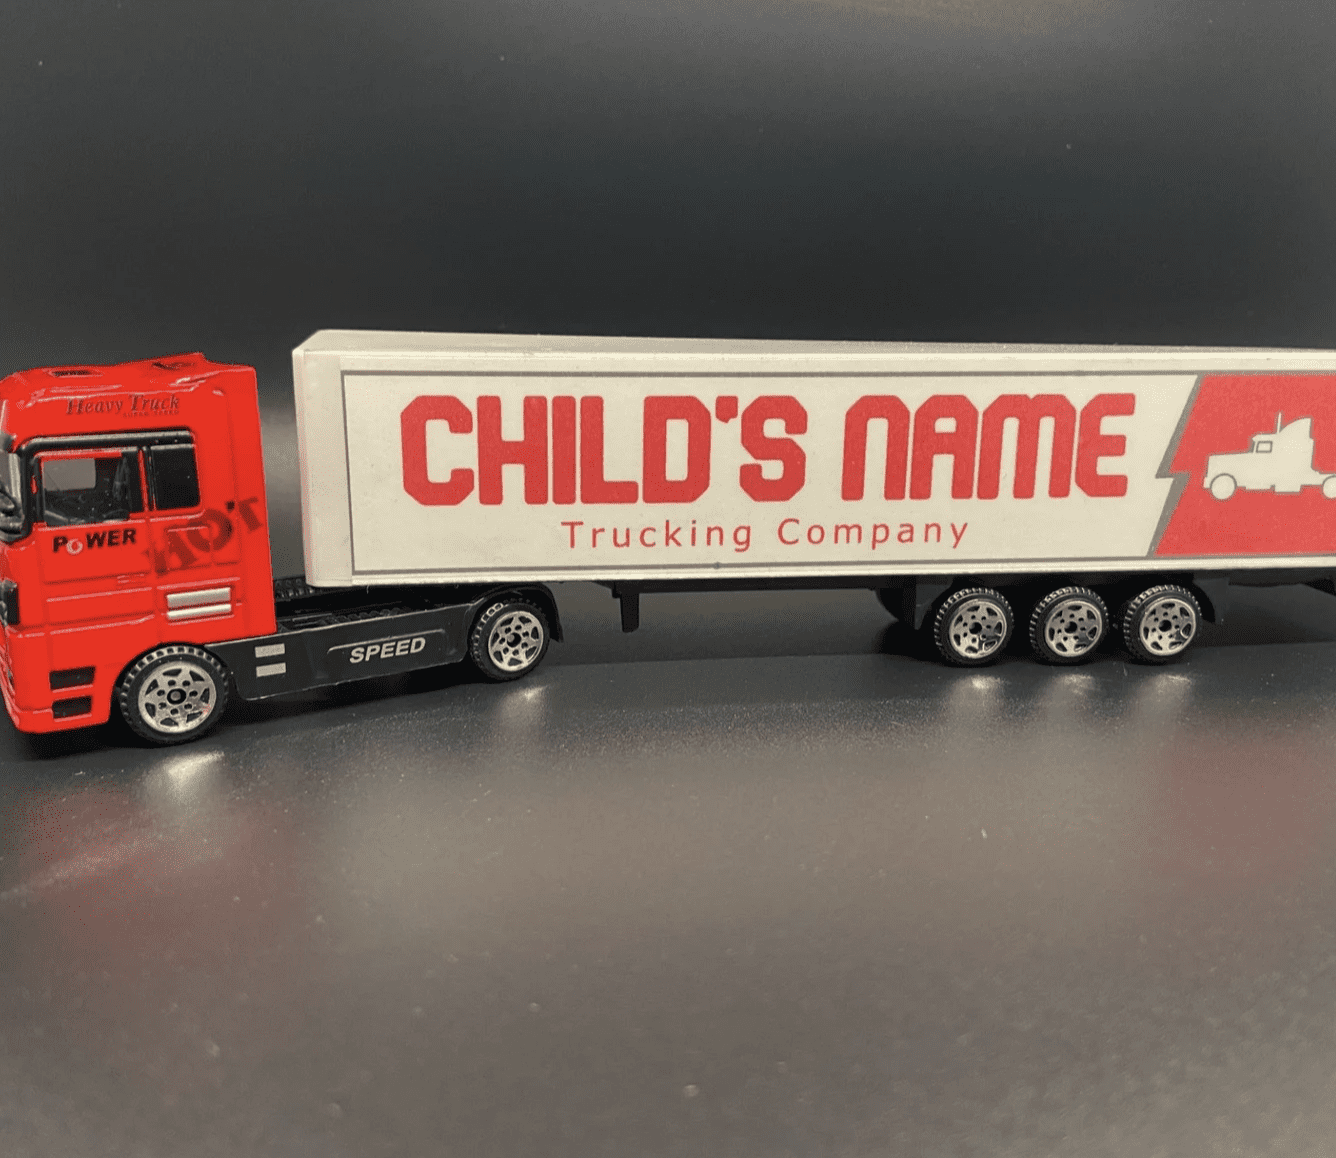 Heavy Truck
POWER
HOT
SPEED
CHILD'S NAME
Trucking Company